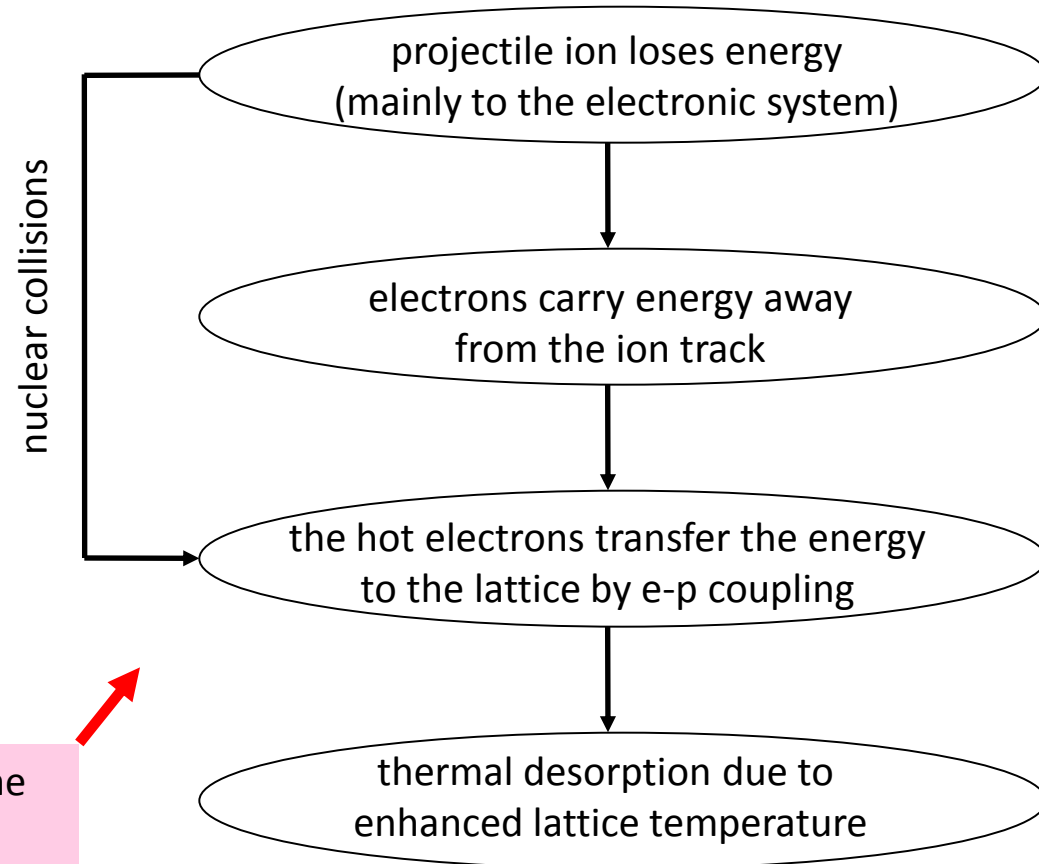 projectile ion loses energy
(mainly to the electronic system)
nuclear collisions
electrons carry energy away
from the ion track
the hot electrons transfer the energy
to the lattice by e-p coupling
thermal desorption due to
enhanced lattice temperature